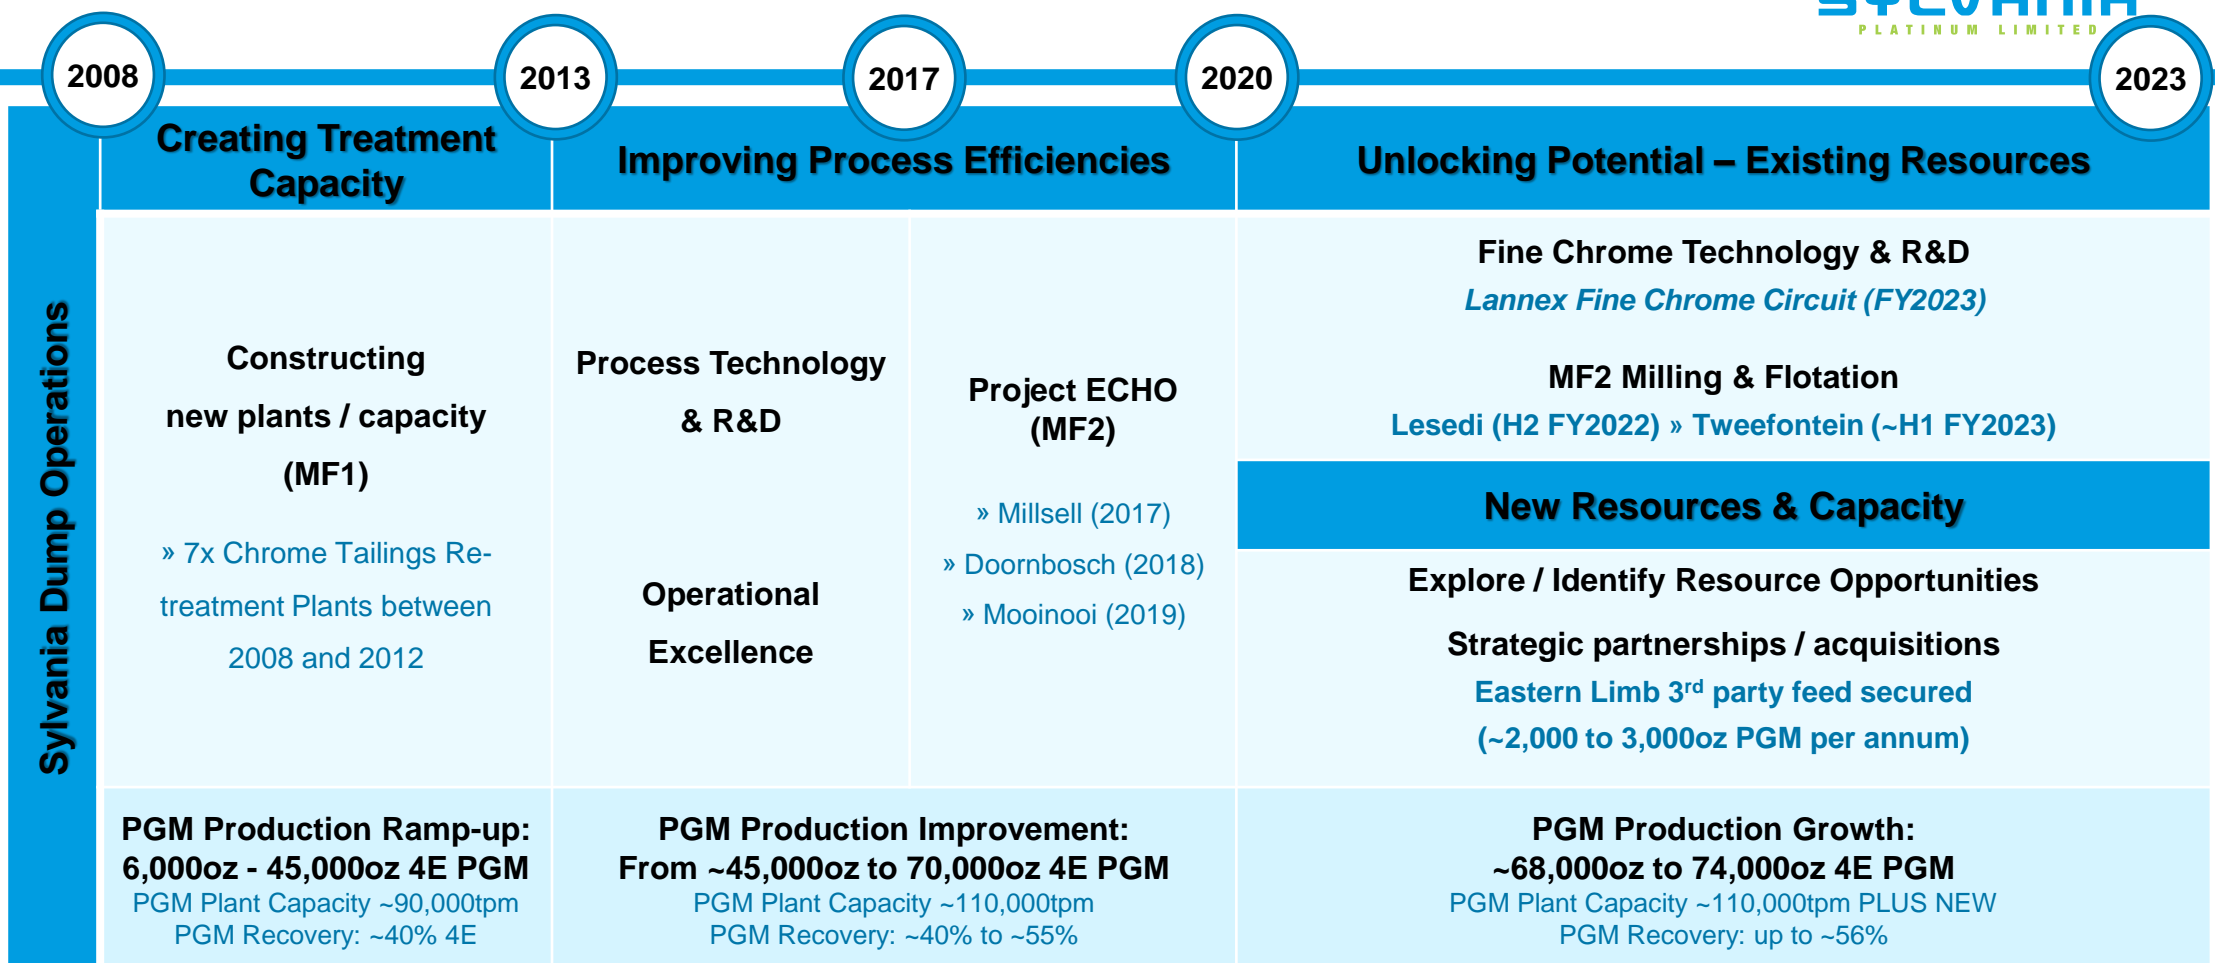 SYLVANIA
PLATINUM LIMITED
2008
2013
2017
2020
2023
Sylvania Dump Operations
Creating Treatment
Capacity
Improving Process Efficiencies
Unlocking Potential – Existing Resources
Constructing
new plants / capacity
(MF1)
» 7x Chrome Tailings Re-
treatment Plants between
2008 and 2012
Process Technology
& R&D
Operational
Excellence
Project ECHO
(MF2)
» Millsell (2017)
» Doornbosch (2018)
» Mooinooi (2019)
Fine Chrome Technology & R&D
Lannex Fine Chrome Circuit (FY2023)
MF2 Milling & Flotation
Lesedi (H2 FY2022) » Tweefontein (~H1 FY2023)
New Resources & Capacity
Explore / Identify Resource Opportunities
Strategic partnerships / acquisitions
Eastern Limb 3rd party feed secured
(~2,000 to 3,000oz PGM per annum)
PGM Production Ramp-up:
6,000oz - 45,000oz 4E PGM
PGM Plant Capacity ~90,000tpm
PGM Recovery: ~40% 4E
PGM Production Improvement:
From ~45,000oz to 70,000oz 4E PGM
PGM Plant Capacity ~110,000tpm
PGM Recovery: ~40% to ~55%
PGM Production Growth:
~68,000oz to 74,000oz 4E PGM
PGM Plant Capacity ~110,000tpm PLUS NEW
PGM Recovery: up to ~56%